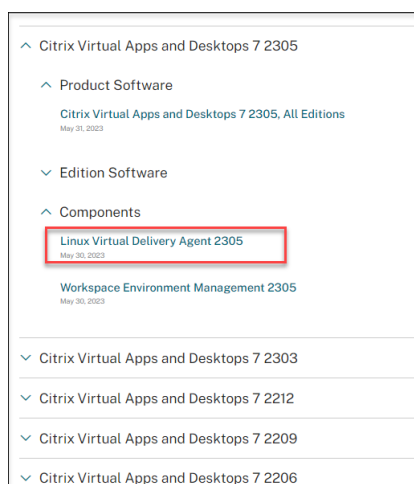 Citrix Virtual Apps and Desktops 7 2305
Product Software
Citrix Virtual Apps and Desktops 7 2305, All Editions
May 31, 2023
Edition Software
Components
Linux Virtual Delivery Agent 2305
May 30, 2023
Workspace Environment Management 2305
May 30, 2023
Citrix Virtual Apps and Desktops 7 2303
Citrix Virtual Apps and Desktops 7 2212
Citrix Virtual Apps and Desktops 7 2209
Citrix Virtual Apps and Desktops 7 2206